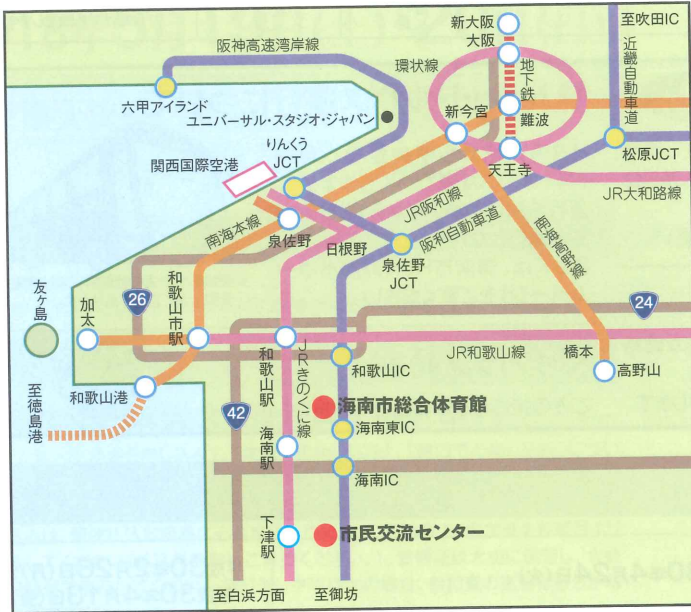 新大阪
大阪
至吹田IC
近畿自動車道
阪神高速湾岸線
環状線
地下鉄
六甲アイランド
ユニバーサル・スタジオ・ジャパン
新今宮
難波
りんくう
JCT
関西国際空港
天王寺
松原JCT
JR大和路線
JR阪和線
南海本線
泉佐野
日根野
阪和自動車道
泉佐野
JCT
南海高野線
友ヶ島
加太
26
和歌山市駅
24
和歌山駅
JRきのくに線
JR和歌山線
橋本
和歌山IC
高野山
和歌山港
至徳島港
42
海南市総合体育館
海南駅
海南東IC
海南IC
下津駅
市民交流センター
至白浜方面
至御坊